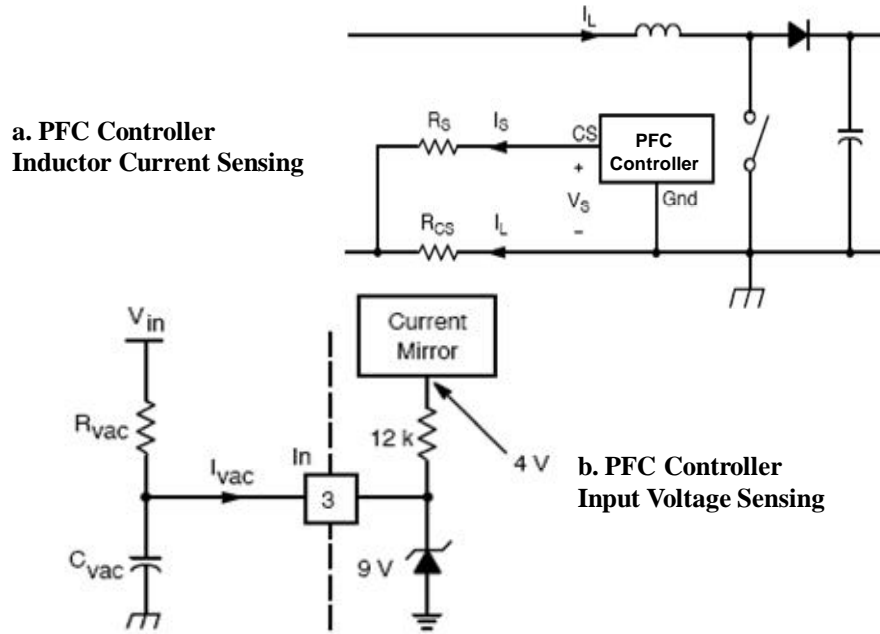 I_L
a. PFC Controller
Inductor Current Sensing
R_S
I_S
CS
PFC
Controller
+
V_S
-
Gnd
R_CS
I_L
V_in
Current
Mirror
R_vac
12 k
4 V
I_vac
In
3
b. PFC Controller
Input Voltage Sensing
C_vac
9 V